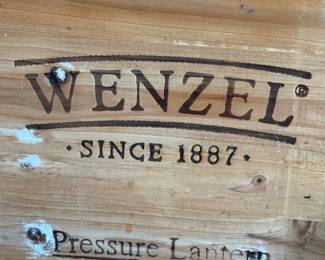 WENZEL®
· SINCE 1887 ·
Pressure Lantern